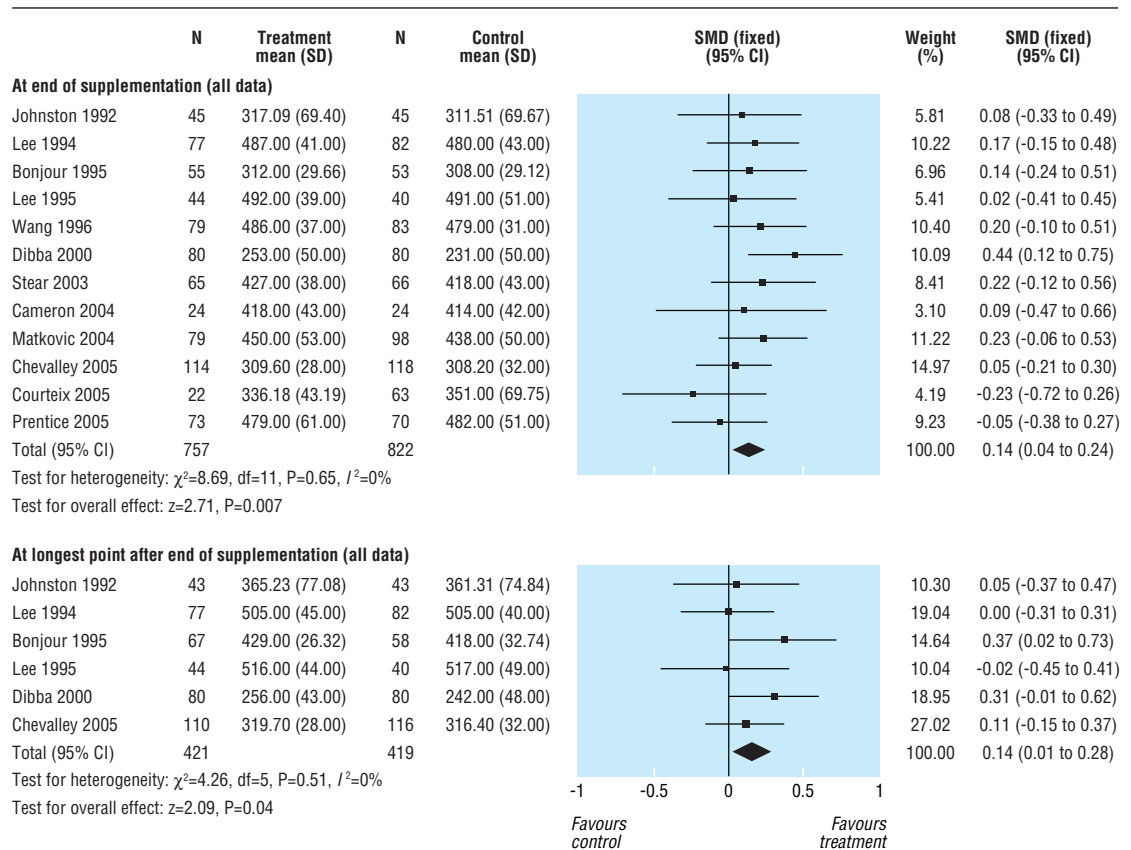 N Treatment mean (SD) N Control mean (SD) SMD (fixed) (95% CI) Weight (%) SMD (fixed) (95% CI)
At end of supplementation (all data)
Johnston 1992 45 317.09 (69.40) 45 311.51 (69.67) 5.81 0.08 (-0.33 to 0.49)
Lee 1994 77 487.00 (41.00) 82 480.00 (43.00) 10.22 0.17 (-0.15 to 0.48)
Bonjour 1995 55 312.00 (29.66) 53 308.00 (29.12) 6.96 0.14 (-0.24 to 0.51)
Lee 1995 44 492.00 (39.00) 40 491.00 (51.00) 5.41 0.02 (-0.41 to 0.45)
Wang 1996 79 486.00 (37.00) 83 479.00 (31.00) 10.40 0.20 (-0.10 to 0.51)
Dibba 2000 80 253.00 (50.00) 80 231.00 (50.00) 10.09 0.44 (0.12 to 0.75)
Stear 2003 65 427.00 (38.00) 66 418.00 (43.00) 8.41 0.22 (-0.12 to 0.56)
Cameron 2004 24 418.00 (43.00) 24 414.00 (42.00) 3.10 0.09 (-0.47 to 0.66)
Matkovic 2004 79 450.00 (53.00) 98 438.00 (50.00) 11.22 0.23 (-0.06 to 0.53)
Chevalley 2005 114 309.60 (28.00) 118 308.20 (32.00) 14.97 0.05 (-0.21 to 0.30)
Courteix 2005 22 336.18 (43.19) 63 351.00 (69.75) 4.19 -0.23 (-0.72 to 0.26)
Prentice 2005 73 479.00 (61.00) 70 482.00 (51.00) 9.23 -0.05 (-0.38 to 0.27)
Total (95% CI) 757 822 100.00 0.14 (0.04 to 0.24)
Test for heterogeneity: χ²=8.69, df=11, P=0.65, I²=0%
Test for overall effect: z=2.71, P=0.007
At longest point after end of supplementation (all data)
Johnston 1992 43 365.23 (77.08) 43 361.31 (74.84) 10.30 0.05 (-0.37 to 0.47)
Lee 1994 77 505.00 (45.00) 82 505.00 (40.00) 19.04 0.00 (-0.31 to 0.31)
Bonjour 1995 67 429.00 (26.32) 58 418.00 (32.74) 14.64 0.37 (0.02 to 0.73)
Lee 1995 44 516.00 (44.00) 40 517.00 (49.00) 10.04 -0.02 (-0.45 to 0.41)
Dibba 2000 80 256.00 (43.00) 80 242.00 (48.00) 18.95 0.31 (-0.01 to 0.62)
Chevalley 2005 110 319.70 (28.00) 116 316.40 (32.00) 27.02 0.11 (-0.15 to 0.37)
Total (95% CI) 421 419 100.00 0.14 (0.01 to 0.28)
Test for heterogeneity: χ²=4.26, df=5, P=0.51, I²=0%
Test for overall effect: z=2.09, P=0.04
-1 -0.5 0 0.5 1
Favours control Favours treatment